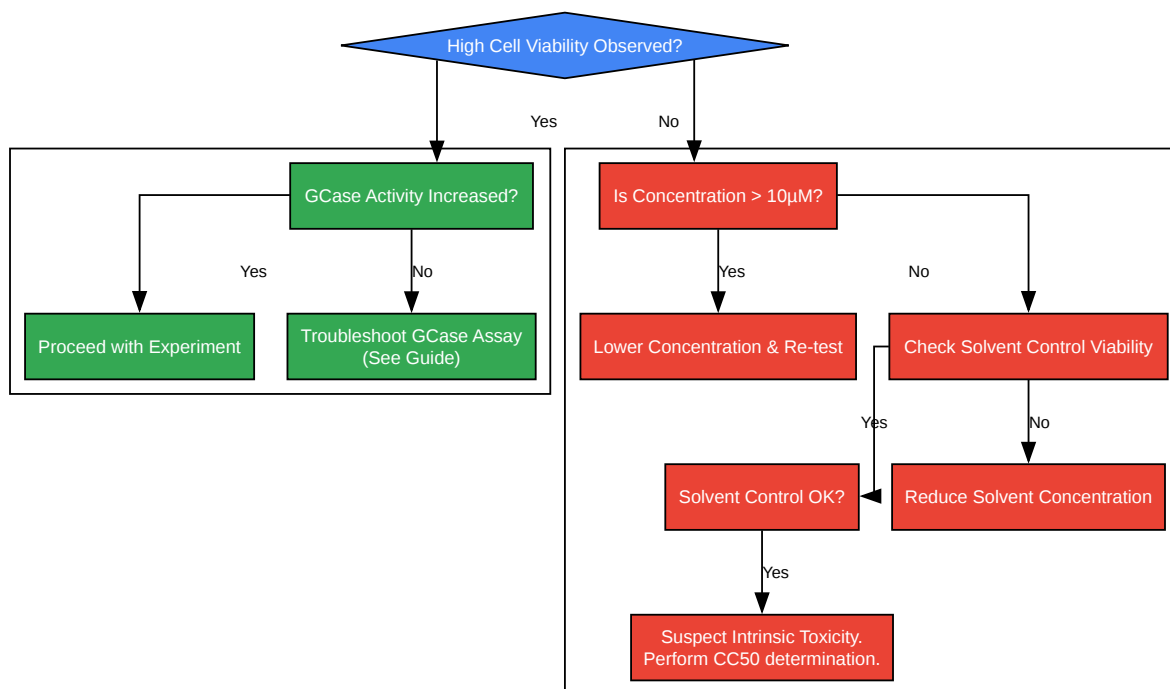 High Cell Viability Observed?
Yes
No
GCase Activity Increased?
Is Concentration > 10µM?
Yes
No
Yes
No
Proceed with Experiment
Troubleshoot GCase Assay
(See Guide)
Lower Concentration & Re-test
Check Solvent Control Viability
Yes
No
Solvent Control OK?
Reduce Solvent Concentration
Yes
Suspect Intrinsic Toxicity.
Perform CC50 determination.